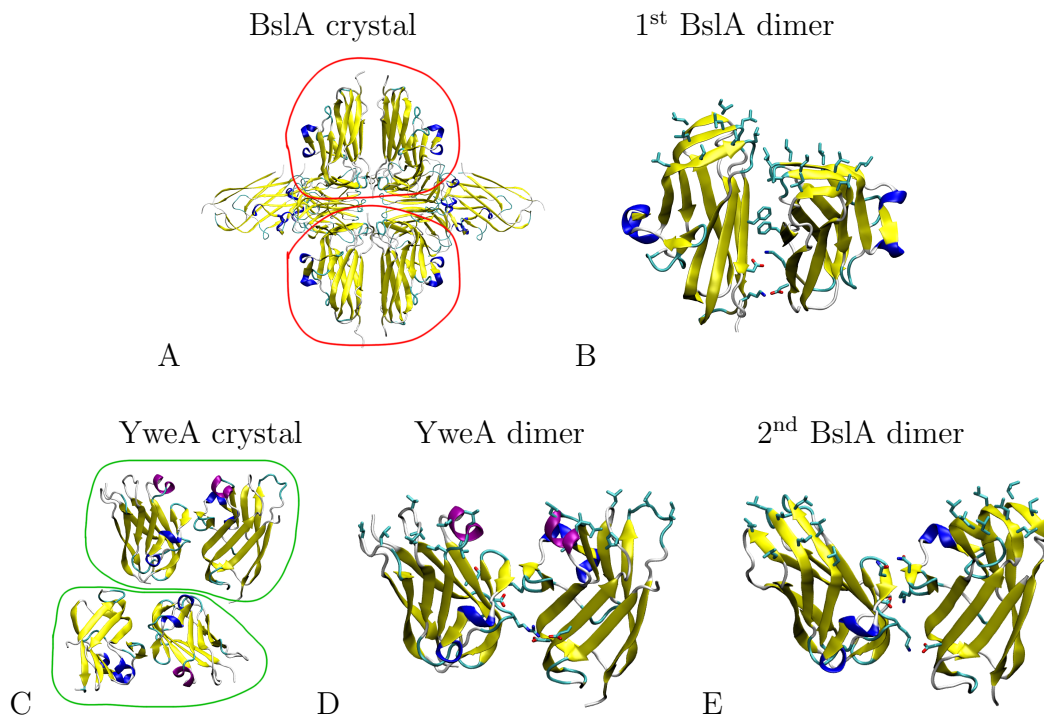 BslA crystal
1st BslA dimer
A
B
YweA crystal
YweA dimer
2nd BslA dimer
C
D
E